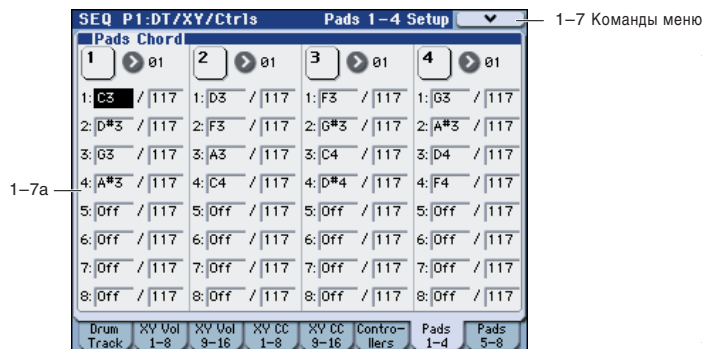 SEQ P1:DT/XY/Ctrls Pads 1-4 Setup
1–7 Команды меню
Pads Chord
1 01 2 01 3 01 4 01
1: C3 / 117 1: D3 / 117 1: F3 / 117 1: G3 / 117
2: D#3 / 117 2: F3 / 117 2: G#3 / 117 2: A#3 / 117
3: G3 / 117 3: A3 / 117 3: C4 / 117 3: D4 / 117
1–7a
4: A#3 / 117 4: C4 / 117 4: D#4 / 117 4: F4 / 117
5: Off / 117 5: Off / 117 5: Off / 117 5: Off / 117
6: Off / 117 6: Off / 117 6: Off / 117 6: Off / 117
7: Off / 117 7: Off / 117 7: Off / 117 7: Off / 117
8: Off / 117 8: Off / 117 8: Off / 117 8: Off / 117
Drum XY Vol XY Vol XY CC XY CC Contro- Pads Pads
Track 1-8 9-16 1-8 9-16 llers 1-4 5-8